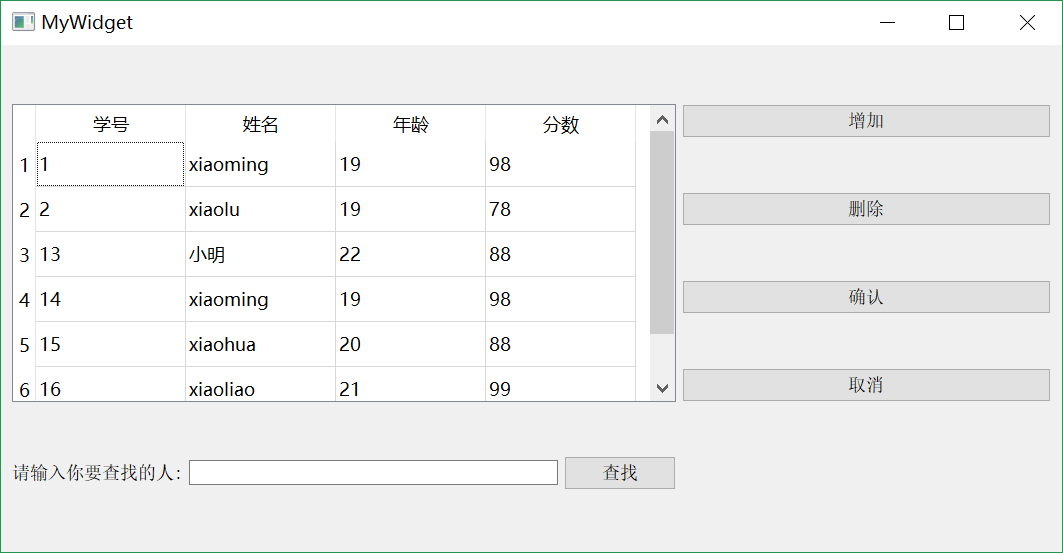 MyWidget
学号 姓名 年龄 分数
1 1 xiaoming 19 98
2 2 xiaolu 19 78
3 13 小明 22 88
4 14 xiaoming 19 98
5 15 xiaohua 20 88
6 16 xiaoliao 21 99
增加
删除
确认
取消
请输入你要查找的人： 查找